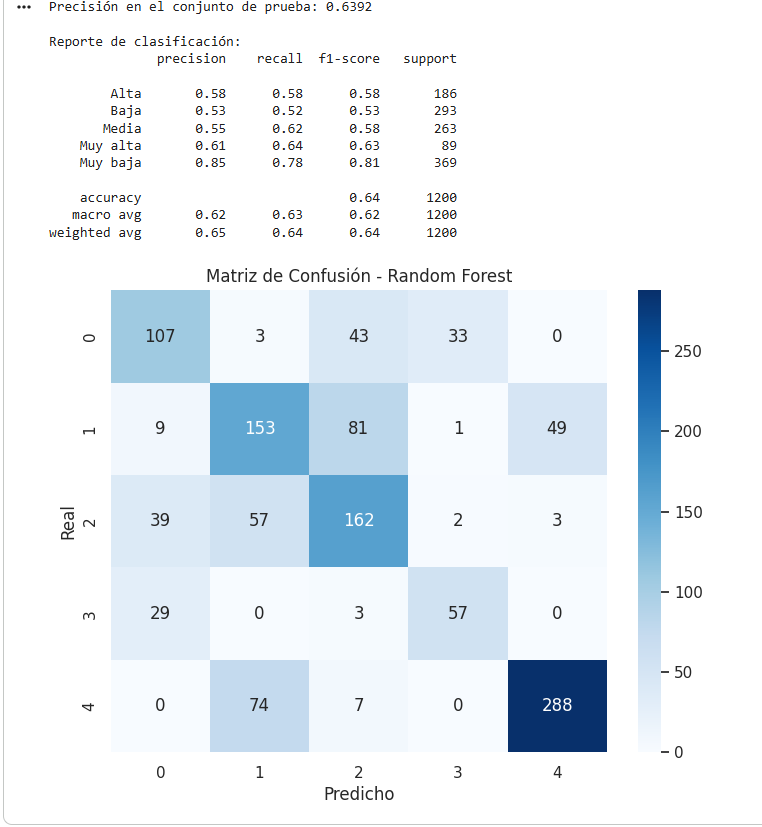 ••• Precisión en el conjunto de prueba: 0.6392
Reporte de clasificación:
precision recall f1-score support
Alta 0.58 0.58 0.58 186
Baja 0.53 0.52 0.53 293
Media 0.55 0.62 0.58 263
Muy alta 0.61 0.64 0.63 89
Muy baja 0.85 0.78 0.81 369
accuracy 0.64 1200
macro avg 0.62 0.63 0.62 1200
weighted avg 0.65 0.64 0.64 1200
Matriz de Confusión - Random Forest
0 107 3 43 33 0
1 9 153 81 1 49
2 39 57 162 2 3
3 29 0 3 57 0
4 0 74 7 0 288
0 1 2 3 4
Real
Predicho
250
200
150
100
50
0